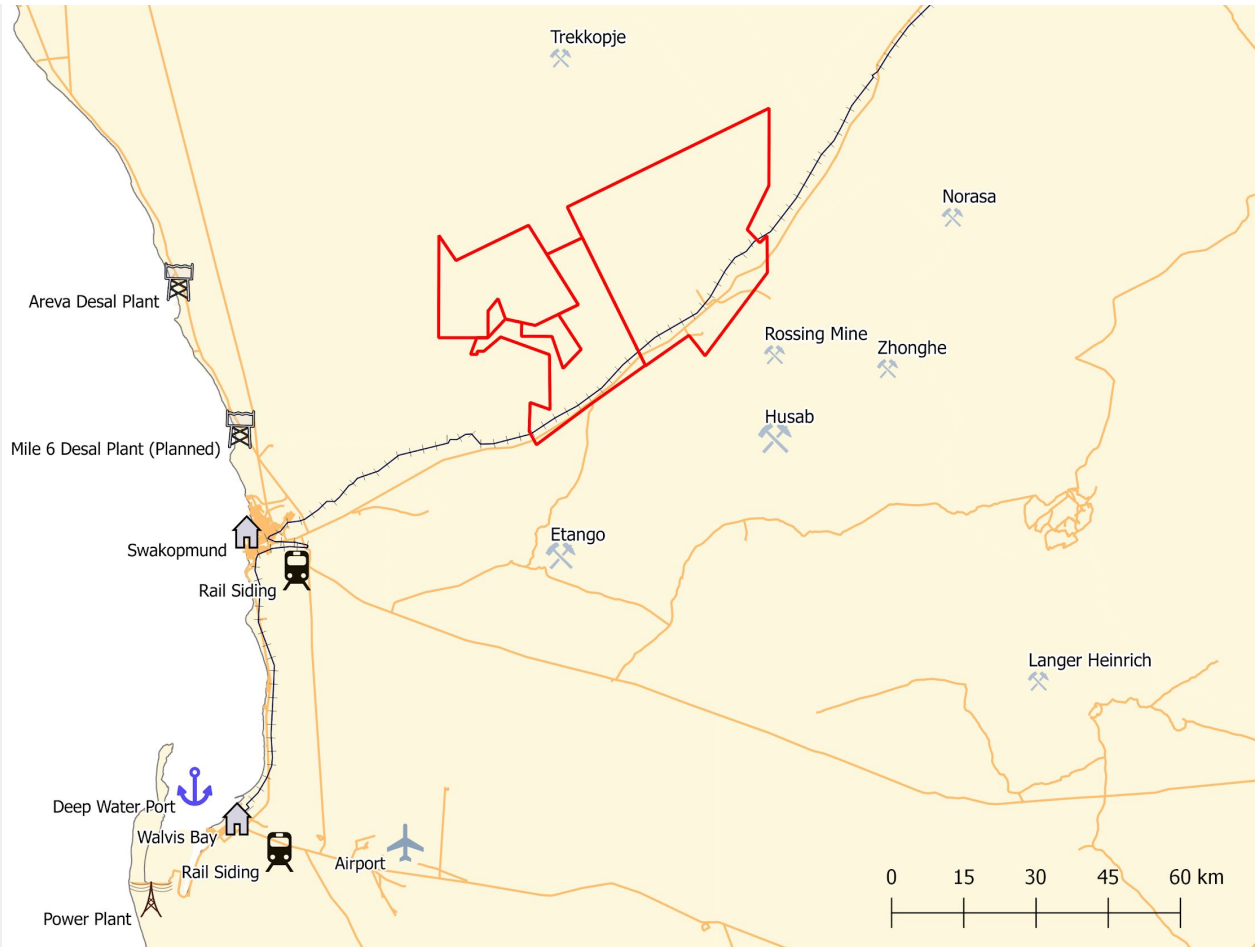 Trekkopje
Norasa
Areva Desal Plant
Rossing Mine
Zhonghe
Husab
Mile 6 Desal Plant (Planned)
Etango
Swakopmund
Rail Siding
Langer Heinrich
Deep Water Port
Walvis Bay
Airport
Rail Siding
0 15 30 45 60 km
Power Plant